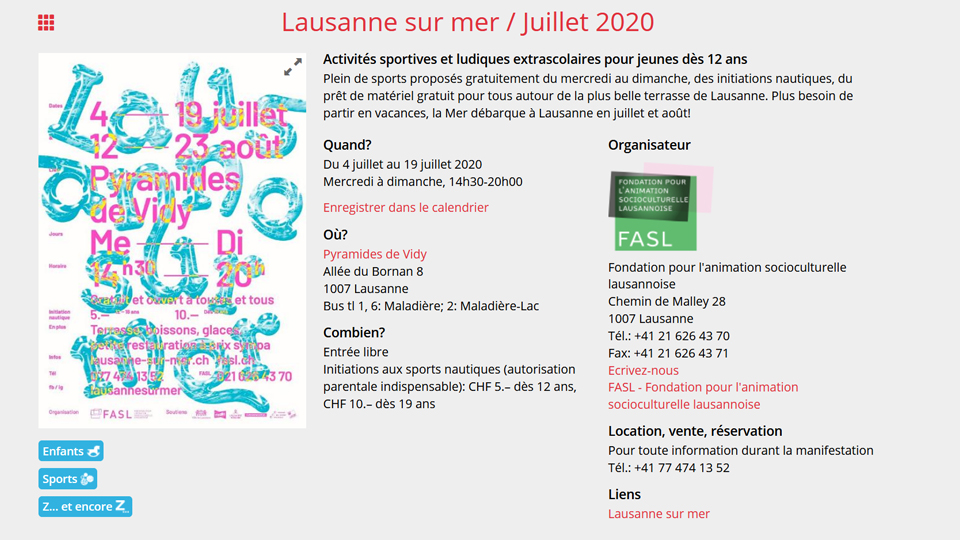 Lausanne sur mer / Juillet 2020
Dates
4 — 19 juillet
12 — 23 août
Pyramides
de Vidy
Jours
Me — Di
Horaire
14h30 — 20h
Gratuit et ouvert à toutes et tous
Initiation
nautique
5.– 10.–
En plus
Terrasse, boissons, glaces,
petite restauration à prix sympa
Infos
lausanne-sur-mer.ch fasl.ch
Tél
077 474 13 52 021 626 43 70
fb / ig
lausannesurmer
Organisation
FASL
Soutiens
Enfants
Sports
Z... et encore Z...
Activités sportives et ludiques extrascolaires pour jeunes dès 12 ans
Plein de sports proposés gratuitement du mercredi au dimanche, des initiations nautiques, du
prêt de matériel gratuit pour tous autour de la plus belle terrasse de Lausanne. Plus besoin de
partir en vacances, la Mer débarque à Lausanne en juillet et août!
Quand?
Du 4 juillet au 19 juillet 2020
Mercredi à dimanche, 14h30-20h00
Enregistrer dans le calendrier
Où?
Pyramides de Vidy
Allée du Bornan 8
1007 Lausanne
Bus tl 1, 6: Maladière; 2: Maladière-Lac
Combien?
Entrée libre
Initiations aux sports nautiques (autorisation
parentale indispensable): CHF 5.– dès 12 ans,
CHF 10.– dès 19 ans
Organisateur
FONDATION POUR
L'ANIMATION
SOCIOCULTURELLE
LAUSANNOISE
FASL
Fondation pour l'animation socioculturelle
lausannoise
Chemin de Malley 28
1007 Lausanne
Tél.: +41 21 626 43 70
Fax: +41 21 626 43 71
Ecrivez-nous
FASL - Fondation pour l'animation
socioculturelle lausannoise
Location, vente, réservation
Pour toute information durant la manifestation
Tél.: +41 77 474 13 52
Liens
Lausanne sur mer